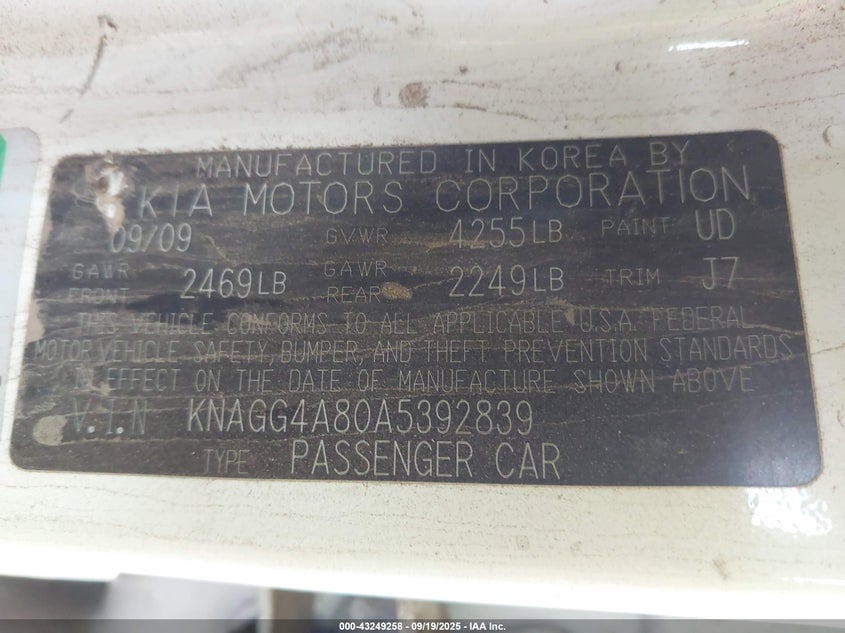 MANUFACTURED IN KOREA BY
KIA MOTORS CORPORATION
09/09 GVWR 4255LB PAINT UD
GAWR FRONT 2469LB GAWR REAR 2249LB TRIM J7
THIS VEHICLE CONFORMS TO ALL APPLICABLE U.S.A. FEDERAL
MOTOR VEHICLE SAFETY, BUMPER, AND THEFT PREVENTION STANDARDS
IN EFFECT ON THE DATE OF MANUFACTURE SHOWN ABOVE
V.I.N KNAGG4A80A5392839
TYPE PASSENGER CAR
000-43249258 - 09/19/2025 - IAA Inc.